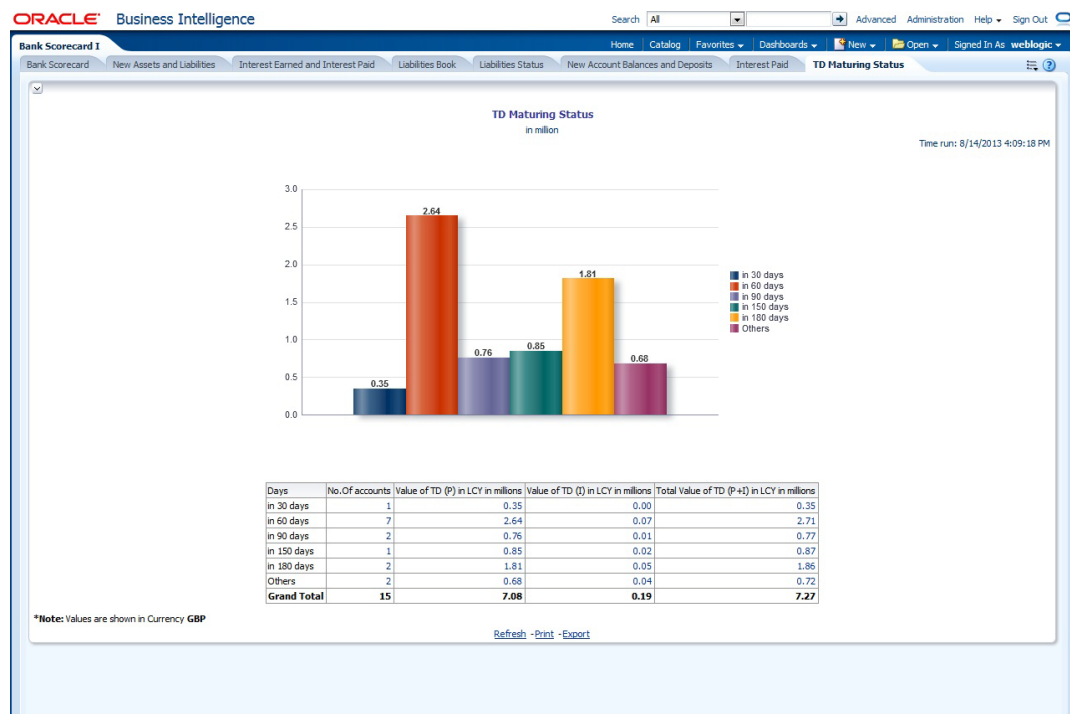 ORACLE Business Intelligence Search All Advanced Administration Help Sign Out
Bank Scorecard I Home Catalog Favorites Dashboards New Open Signed In As weblogic
Bank Scorecard New Assets and Liabilities Interest Earned and Interest Paid Liabilities Book Liabilities Status New Account Balances and Deposits Interest Paid TD Maturing Status
TD Maturing Status
in million
Time run: 8/14/2013 4:09:18 PM
3.0
2.64
2.5
2.0
1.81
in 30 days
in 60 days
in 90 days
in 150 days
in 180 days
Others
1.5
1.0
0.85
0.76
0.68
0.5
0.35
0.0
Days No.Of accounts Value of TD (P) in LCY in millions Value of TD (I) in LCY in millions Total Value of TD (P+I) in LCY in millions
in 30 days 1 0.35 0.00 0.35
in 60 days 7 2.64 0.07 2.71
in 90 days 2 0.76 0.01 0.77
in 150 days 1 0.85 0.02 0.87
in 180 days 2 1.81 0.05 1.86
Others 2 0.68 0.04 0.72
Grand Total 15 7.08 0.19 7.27
*Note: Values are shown in Currency GBP
Refresh - Print - Export